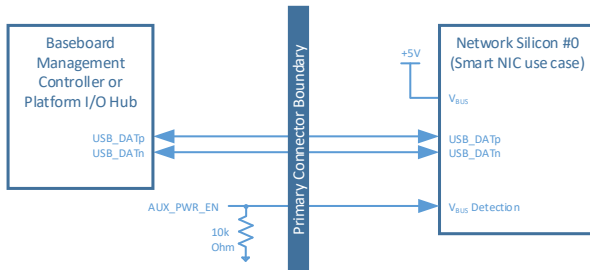 Baseboard
Management
Controller or
Platform I/O Hub
USB_DATp
USB_DATn
AUX_PWR_EN
10k
Ohm
Primary Connector Boundary
+5V
Network Silicon #0
(Smart NIC use case)
VBUS
USB_DATp
USB_DATn
VBUS Detection